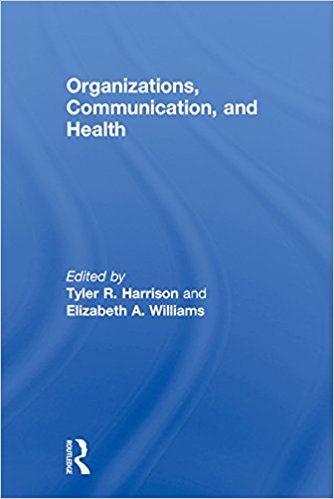 Organizations,
Communication, and
Health
Edited by
Tyler R. Harrison and
Elizabeth A. Williams
ROUTLEDGE